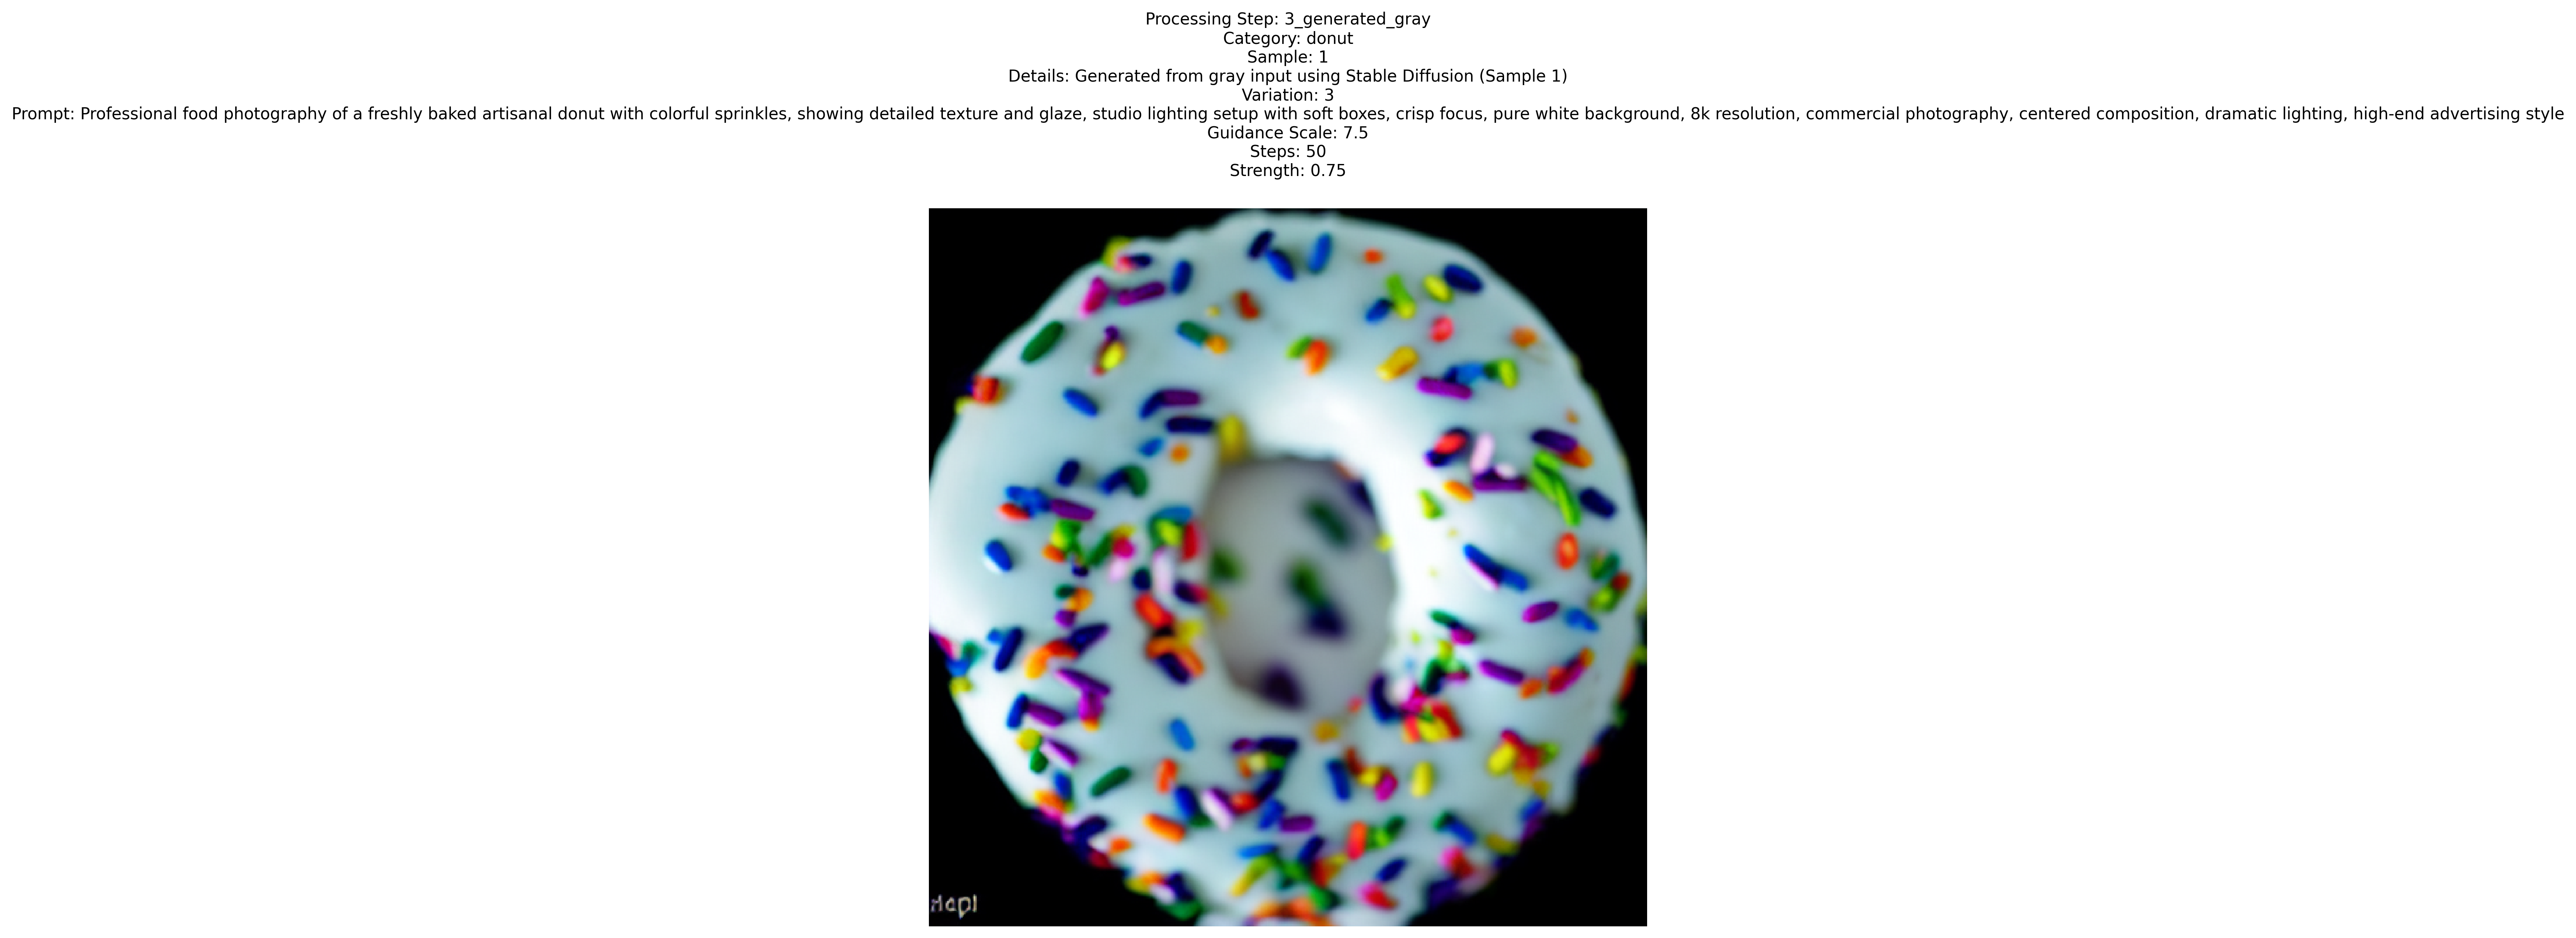 Processing Step: 3_generated_gray
Category: donut
Sample: 1
Details: Generated from gray input using Stable Diffusion (Sample 1)
Variation: 3
Prompt: Professional food photography of a freshly baked artisanal donut with colorful sprinkles, showing detailed texture and glaze, studio lighting setup with soft boxes, crisp focus, pure white background, 8k resolution, commercial photography, centered composition, dramatic lighting, high-end advertising style
Guidance Scale: 7.5
Steps: 50
Strength: 0.75